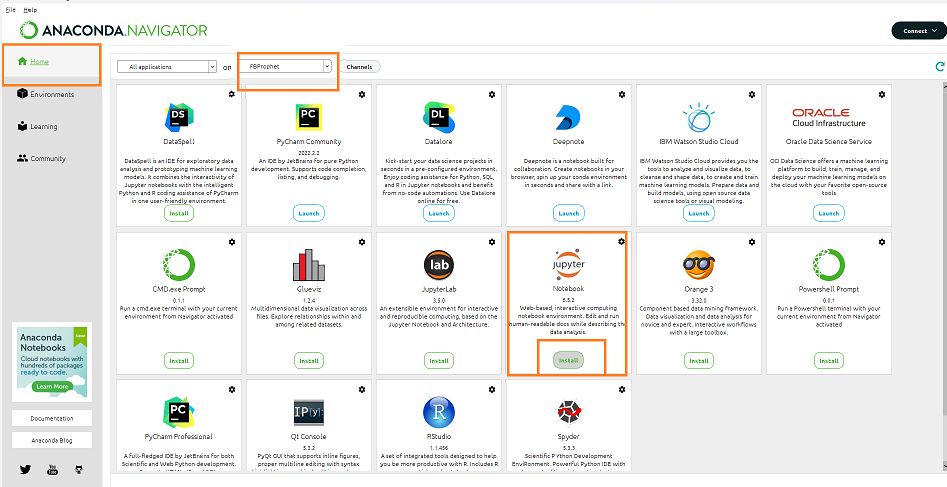 File Help
ANACONDA.NAVIGATOR
Connect
Home
Environments
Learning
Community
All applications on FBProphet Channels
DS
DataSpell
DataSpell is an IDE for exploratory data
analysis and prototyping machine learning
models. It combines the interactivity of
Jupyter notebooks with the intelligent
Python and R coding assistance of PyCharm
in one user-friendly environment.
Install
PC
PyCharm Community
2022.2.2
An IDE by JetBrains for pure Python
development. Supports code completion,
listing, and debugging.
Launch
DL
Datalore
Kick-start your data science projects in
seconds in a pre-configured environment.
Enjoy coding assistance for Python, SQL,
and R in Jupyter notebooks and benefit
from no-code automations. Use Datalore
online for free.
Launch
Deepnote
Deepnote is a notebook built for
collaboration. Create notebooks in your
browser, spin up your conda environment
in seconds and share with a link.
Launch
IBM Watson Studio Cloud
IBM Watson Studio Cloud provides you the
tools to analyze and visualize data, to
cleanse and shape data, to create and train
machine learning models. Prepare data and
build models, using open source data
science tools or visual modeling.
Launch
ORACLE
Cloud Infrastructure
Oracle Data Science Service
OCI Data Science offers a machine learning
platform to build, train, manage, and
deploy your machine learning models on
the cloud with your favorite open-source
tools
Launch
CMD.exe Prompt
0.1.1
Run a cmd.exe terminal with your current
environment from Navigator activated
Install
Glueviz
1.2.4
Multidimensional data visualization across
files. Explore relationships within and
among related datasets.
Install
lab
JupyterLab
3.5.0
An extensible environment for interactive
and reproducible computing, based on the
Jupyter Notebook and Architecture.
Install
jupyter
Notebook
6.5.2
Web-based, interactive computing
notebook environment. Edit and run
human-readable docs while describing the
data analysis.
Install
Orange 3
3.32.0
Component based data mining framework.
Data visualization and data analysis for
novice and expert. Interactive workflows
with a large toolbox.
Install
Powershell Prompt
0.0.1
Run a Powershell terminal with your
current environment from Navigator
activated
Install
PC
PyCharm Professional
A full-fledged IDE by JetBrains for both
Scientific and Web Python development.
IP[y]:
Qt Console
5.3.2
PyQt GUI that supports inline figures,
proper multiline editing with syntax
R
RStudio
1.1.456
A set of integrated tools designed to help
you be more productive with R. Includes R
Spyder
5.3.3
Scientific PYthon Development
EnviRonment. Powerful Python IDE with
Anaconda
Notebooks
Cloud notebooks with
hundreds of packages
ready to code.
Learn More
Documentation
Anaconda Blog